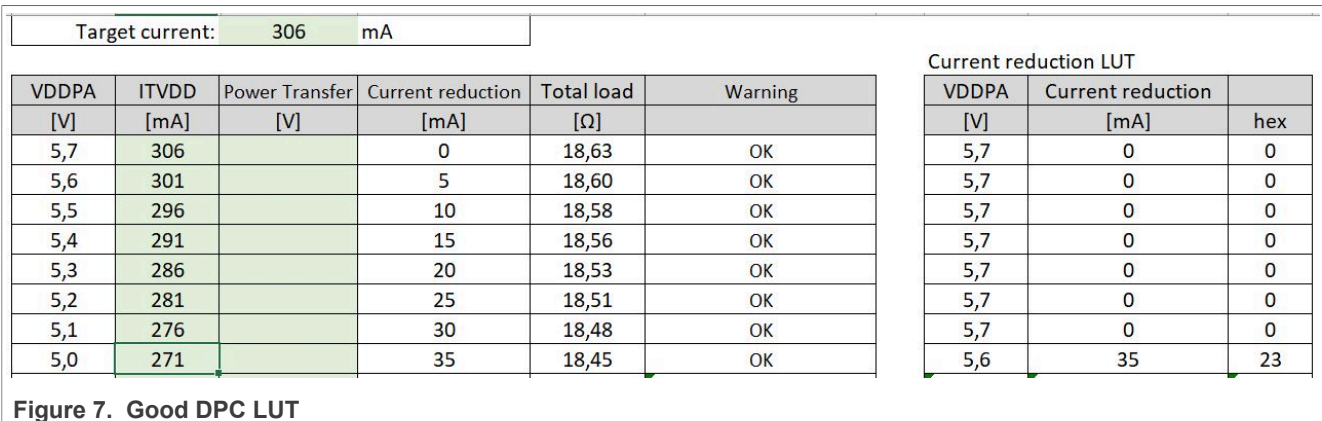 Target current: 306 mA
Current reduction LUT
VDDPA ITVDD Power Transfer Current reduction Total load Warning VDDPA Current reduction
[V] [mA] [V] [mA] [Ω] [V] [mA] hex
5,7 306 0 18,63 OK 5,7 0 0
5,6 301 5 18,60 OK 5,7 0 0
5,5 296 10 18,58 OK 5,7 0 0
5,4 291 15 18,56 OK 5,7 0 0
5,3 286 20 18,53 OK 5,7 0 0
5,2 281 25 18,51 OK 5,7 0 0
5,1 276 30 18,48 OK 5,7 0 0
5,0 271 35 18,45 OK 5,6 35 23
Figure 7. Good DPC LUT